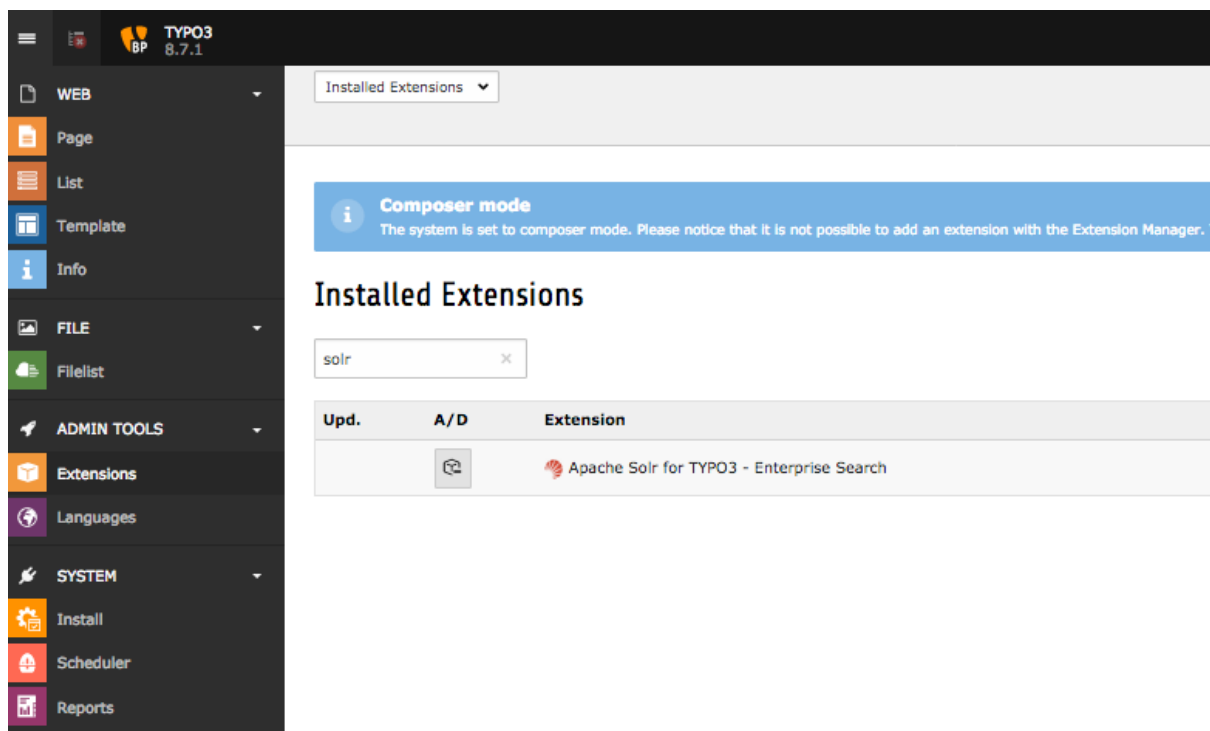 TYPO3
8.7.1
BP
WEB
Page
List
Template
Info
FILE
Filelist
ADMIN TOOLS
Extensions
Languages
SYSTEM
Install
Scheduler
Reports
Installed Extensions
Composer mode
The system is set to composer mode. Please notice that it is not possible to add an extension with the Extension Manager.
Installed Extensions
solr
Upd. A/D Extension
Apache Solr for TYPO3 - Enterprise Search